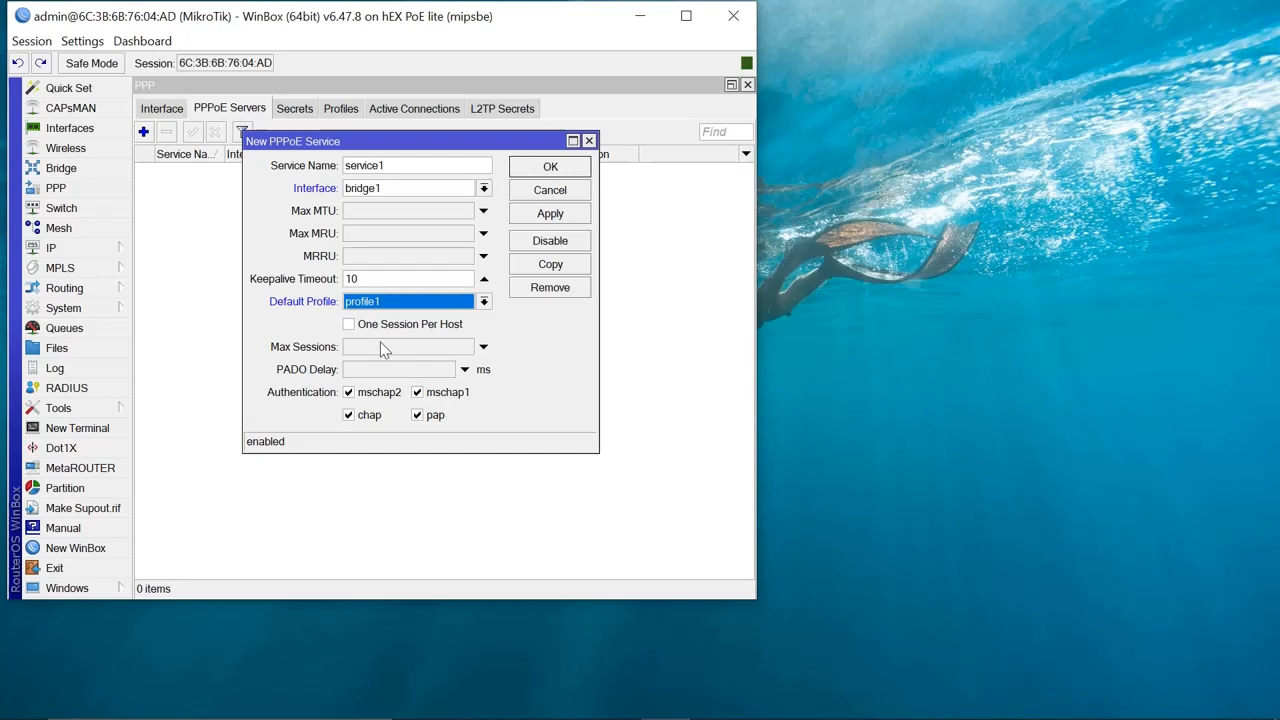 admin@6C:3B:6B:76:04:AD (MikroTik) - WinBox (64bit) v6.47.8 on hEX PoE lite (mipsbe)
Session Settings Dashboard
Safe Mode Session: 6C:3B:6B:76:04:AD
Quick Set
CAPsMAN
Interfaces
Wireless
Bridge
PPP
Switch
Mesh
IP
MPLS
Routing
System
Queues
Files
Log
RADIUS
Tools
New Terminal
Dot1X
MetaROUTER
Partition
Make Supout.rif
Manual
New WinBox
Exit
Windows
RouterOS WinBox
PPP
Interface PPPoE Servers Secrets Profiles Active Connections L2TP Secrets
Find
Service Na... Inte on
New PPPoE Service
Service Name: service1 OK
Interface: bridge1 Cancel
Max MTU: Apply
Max MRU:
MRRU: Disable
Keepalive Timeout: 10 Copy
Default Profile: profile1 Remove
One Session Per Host
Max Sessions:
PADO Delay: ms
Authentication: mschap2 mschap1
chap pap
enabled
0 items